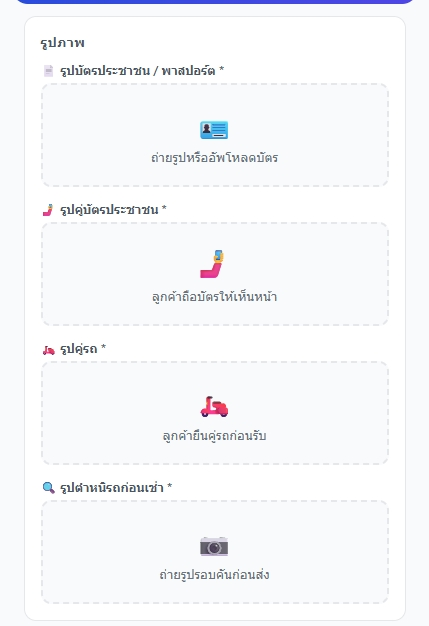 รูปภาพ
รูปบัตรประชาชน / พาสปอร์ต *
ถ่ายรูปหรืออัพโหลดบัตร
รูปคู่บัตรประชาชน *
ลูกค้าถือบัตรให้เห็นหน้า
รูปคู่รถ *
ลูกค้ายืนคู่รถก่อนรับ
รูปตำหนิรถก่อนเช่า *
ถ่ายรูปรอบคันก่อนส่ง